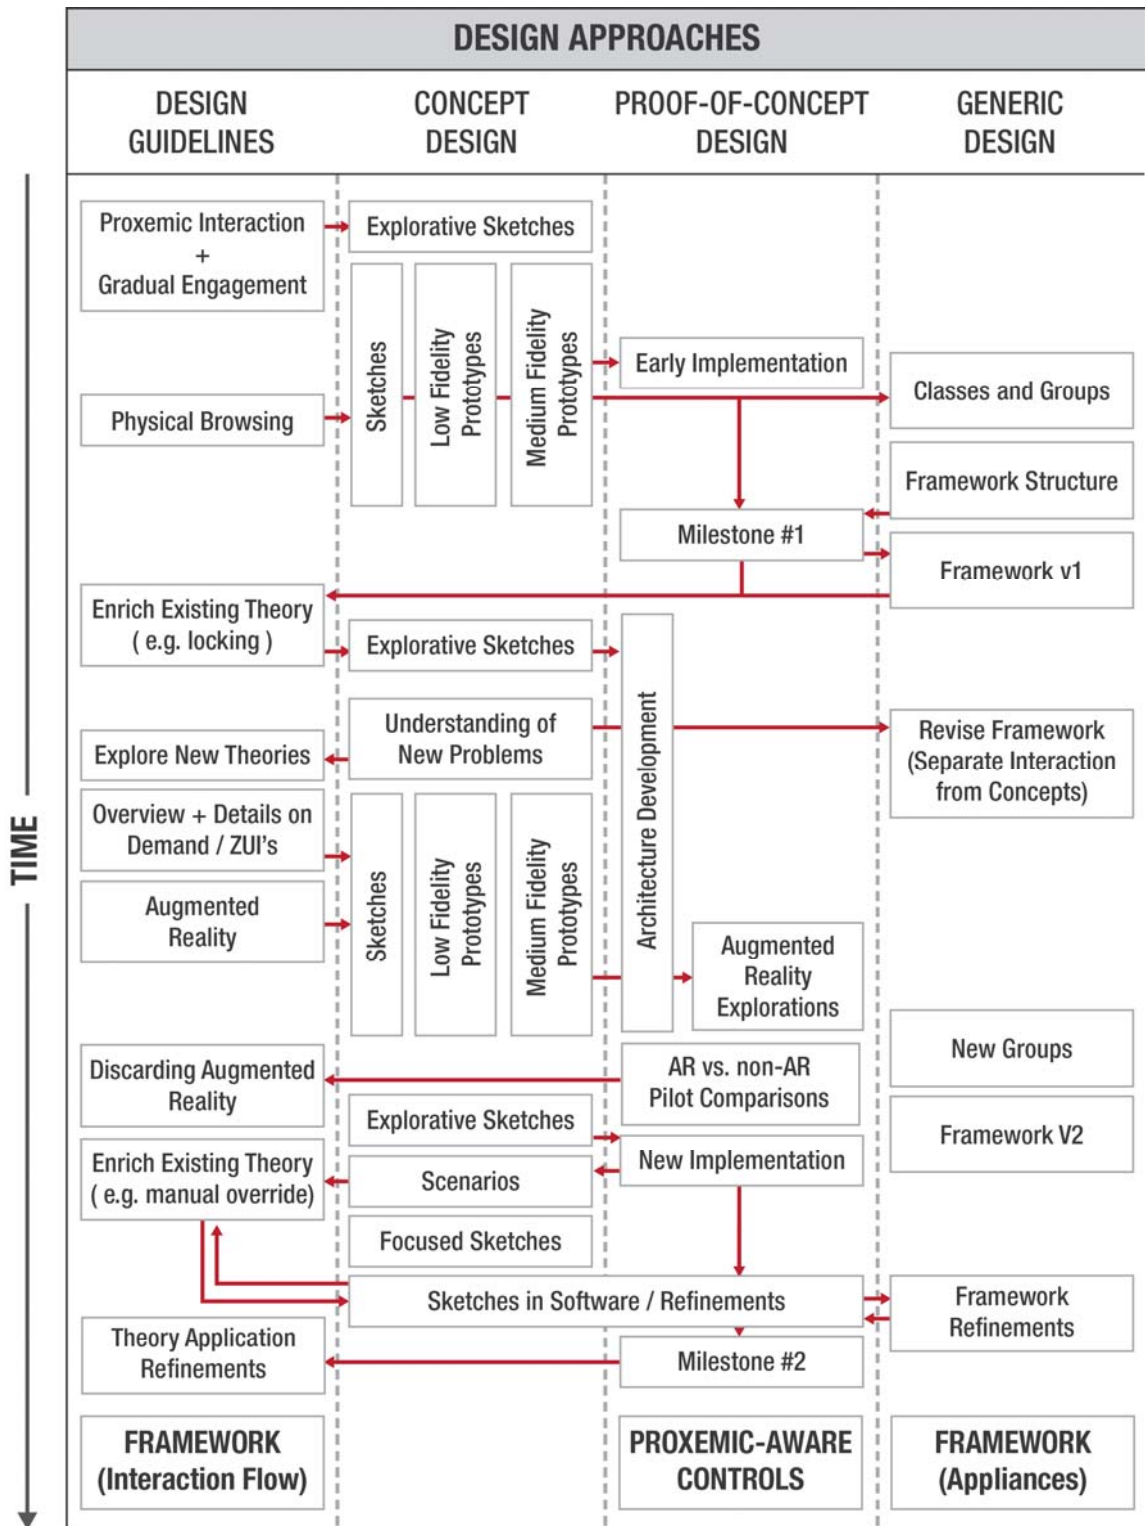 DESIGN APPROACHES
DESIGN
GUIDELINES
CONCEPT
DESIGN
PROOF-OF-CONCEPT
DESIGN
GENERIC
DESIGN
TIME
Proxemic Interaction
+
Gradual Engagement
Explorative Sketches
Sketches
Low Fidelity
Prototypes
Medium Fidelity
Prototypes
Early Implementation
Classes and Groups
Physical Browsing
Framework Structure
Milestone #1
Framework v1
Enrich Existing Theory
( e.g. locking )
Explorative Sketches
Architecture Development
Understanding of
New Problems
Explore New Theories
Revise Framework
(Separate Interaction
from Concepts)
Overview + Details on
Demand / ZUI's
Augmented
Reality
Sketches
Low Fidelity
Prototypes
Medium Fidelity
Prototypes
Augmented
Reality
Explorations
New Groups
Discarding Augmented
Reality
AR vs. non-AR
Pilot Comparisons
Explorative Sketches
Framework V2
New Implementation
Enrich Existing Theory
( e.g. manual override)
Scenarios
Focused Sketches
Sketches in Software / Refinements
Framework
Refinements
Theory Application
Refinements
Milestone #2
FRAMEWORK
(Interaction Flow)
PROXEMIC-AWARE
CONTROLS
FRAMEWORK
(Appliances)